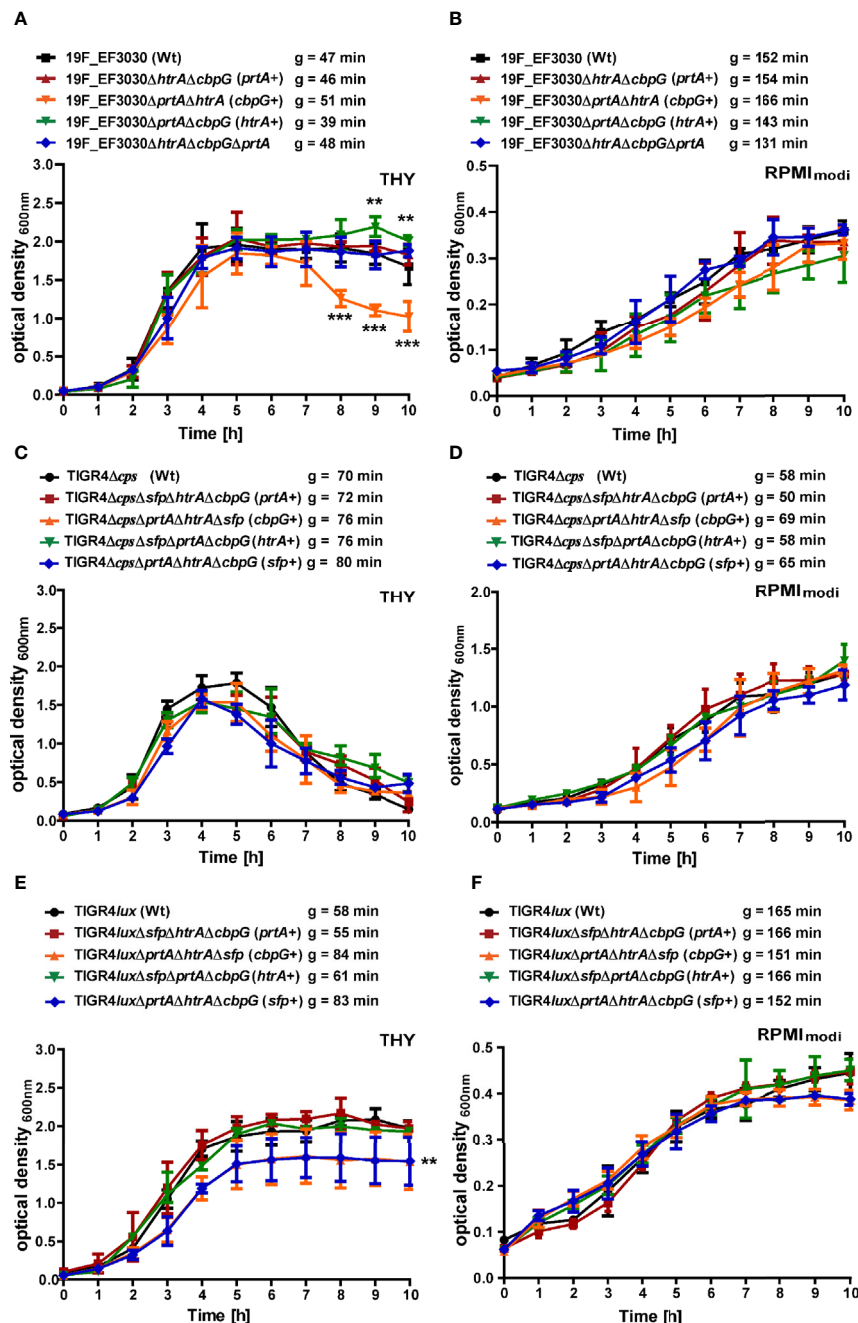 A
19F_EF3030 (Wt) g = 47 min
19F_EF3030ΔhtrAΔcbpG (prtA+) g = 46 min
19F_EF3030ΔprtAΔhtrA (cbpG+) g = 51 min
19F_EF3030ΔprtAΔcbpG (htrA+) g = 39 min
19F_EF3030ΔhtrAΔcbpGΔprtA g = 48 min
THY
optical density 600nm
3.0
2.5
2.0
1.5
1.0
0.5
0.0
** **
*** *** ***
0 1 2 3 4 5 6 7 8 9 10
Time [h]
B
19F_EF3030 (Wt) g = 152 min
19F_EF3030ΔhtrAΔcbpG (prtA+) g = 154 min
19F_EF3030ΔprtAΔhtrA (cbpG+) g = 166 min
19F_EF3030ΔprtAΔcbpG (htrA+) g = 143 min
19F_EF3030ΔhtrAΔcbpGΔprtA g = 131 min
RPMImodi
optical density 600nm
0.5
0.4
0.3
0.2
0.1
0.0
0 1 2 3 4 5 6 7 8 9 10
Time [h]
C
TIGR4Δcps (Wt) g = 70 min
TIGR4ΔcpsΔsfpΔhtrAΔcbpG (prtA+) g = 72 min
TIGR4ΔcpsΔprtAΔhtrAΔsfp (cbpG+) g = 76 min
TIGR4ΔcpsΔsfpΔprtAΔcbpG (htrA+) g = 76 min
TIGR4ΔcpsΔprtAΔhtrAΔcbpG (sfp+) g = 80 min
THY
optical density 600nm
3.0
2.5
2.0
1.5
1.0
0.5
0.0
0 1 2 3 4 5 6 7 8 9 10
Time [h]
D
TIGR4Δcps (Wt) g = 58 min
TIGR4ΔcpsΔsfpΔhtrAΔcbpG (prtA+) g = 50 min
TIGR4ΔcpsΔprtAΔhtrAΔsfp (cbpG+) g = 69 min
TIGR4ΔcpsΔsfpΔprtAΔcbpG (htrA+) g = 58 min
TIGR4ΔcpsΔprtAΔhtrAΔcbpG (sfp+) g = 65 min
RPMImodi
optical density 600nm
2.0
1.5
1.0
0.5
0.0
0 1 2 3 4 5 6 7 8 9 10
Time [h]
E
TIGR4lux (Wt) g = 58 min
TIGR4luxΔsfpΔhtrAΔcbpG (prtA+) g = 55 min
TIGR4luxΔprtAΔhtrAΔsfp (cbpG+) g = 84 min
TIGR4luxΔsfpΔprtAΔcbpG (htrA+) g = 61 min
TIGR4luxΔprtAΔhtrAΔcbpG (sfp+) g = 83 min
THY
optical density 600nm
3.0
2.5
2.0
1.5
1.0
0.5
0.0
**
0 1 2 3 4 5 6 7 8 9 10
Time [h]
F
TIGR4lux (Wt) g = 165 min
TIGR4luxΔsfpΔhtrAΔcbpG (prtA+) g = 166 min
TIGR4luxΔprtAΔhtrAΔsfp (cbpG+) g = 151 min
TIGR4luxΔsfpΔprtAΔcbpG (htrA+) g = 166 min
TIGR4luxΔprtAΔhtrAΔcbpG (sfp+) g = 152 min
RPMImodi
optical density 600nm
0.5
0.4
0.3
0.2
0.1
0.0
0 1 2 3 4 5 6 7 8 9 10
Time [h]